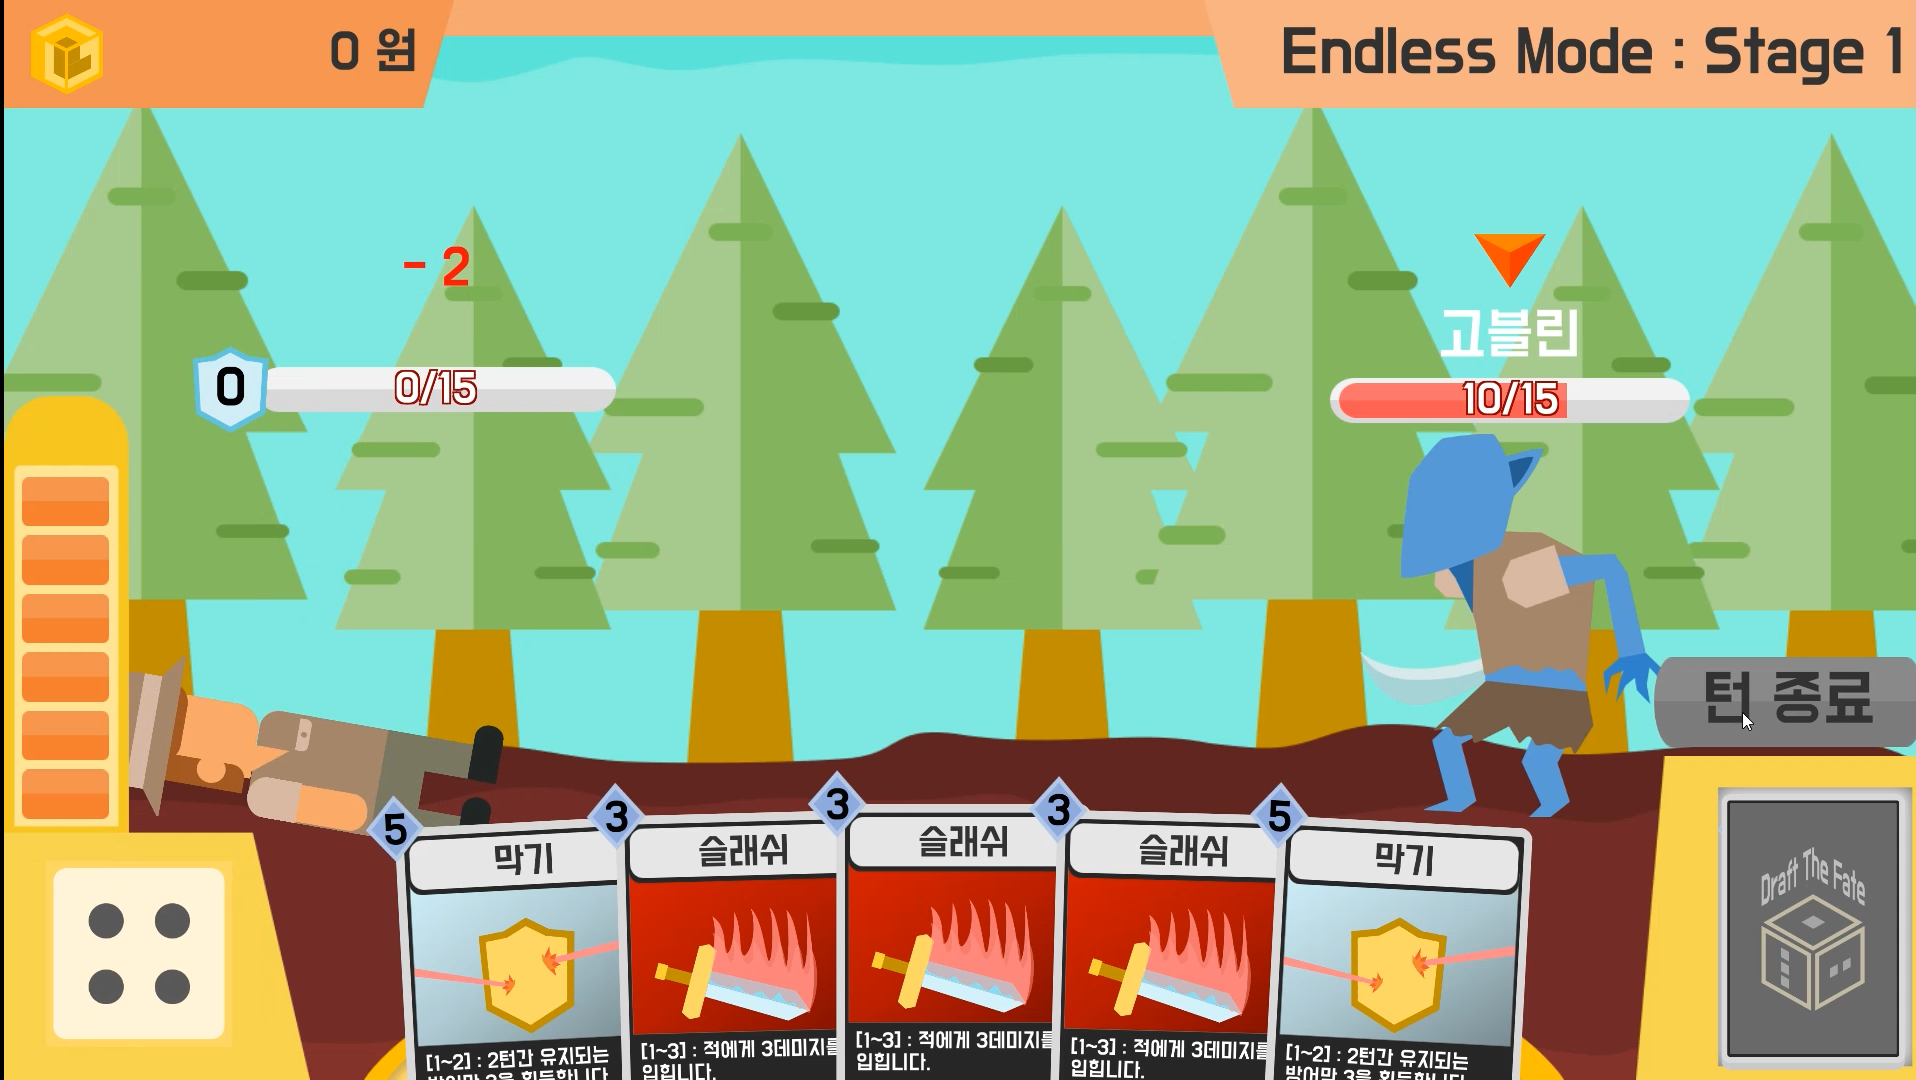 0 원
Endless Mode : Stage 1
- 2
고블린
0
0/15
10/15
턴 종료
5
막기
[1~2] : 2턴간 유지되는
3
슬래쉬
[1~3] : 적에게 3데미지를
입힙니다.
3
슬래쉬
[1~3] : 적에게 3데미지를
입힙니다.
3
슬래쉬
[1~3] : 적에게 3데미지를
입힙니다.
5
막기
[1~2] : 2턴간 유지되는
Draft The Fate